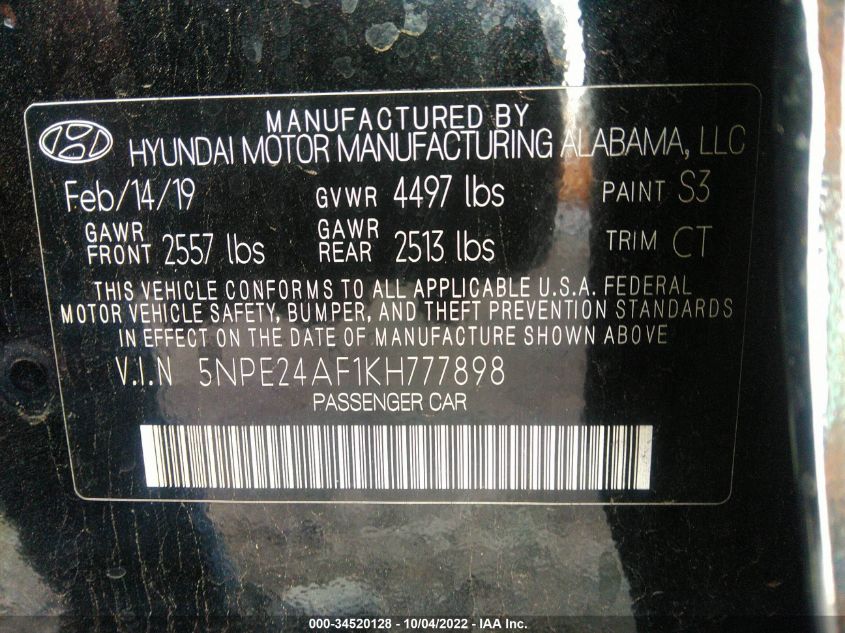 MANUFACTURED BY
HYUNDAI MOTOR MANUFACTURING ALABAMA, LLC
Feb/14/19 GVWR 4497 lbs PAINT S3
GAWR FRONT 2557 lbs GAWR REAR 2513 lbs TRIM CT
THIS VEHICLE CONFORMS TO ALL APPLICABLE U.S.A. FEDERAL
MOTOR VEHICLE SAFETY, BUMPER, AND THEFT PREVENTION STANDARDS
IN EFFECT ON THE DATE OF MANUFACTURE SHOWN ABOVE
V.I.N 5NPE24AF1KH777898
PASSENGER CAR
000-34520128 - 10/04/2022 - IAA Inc.